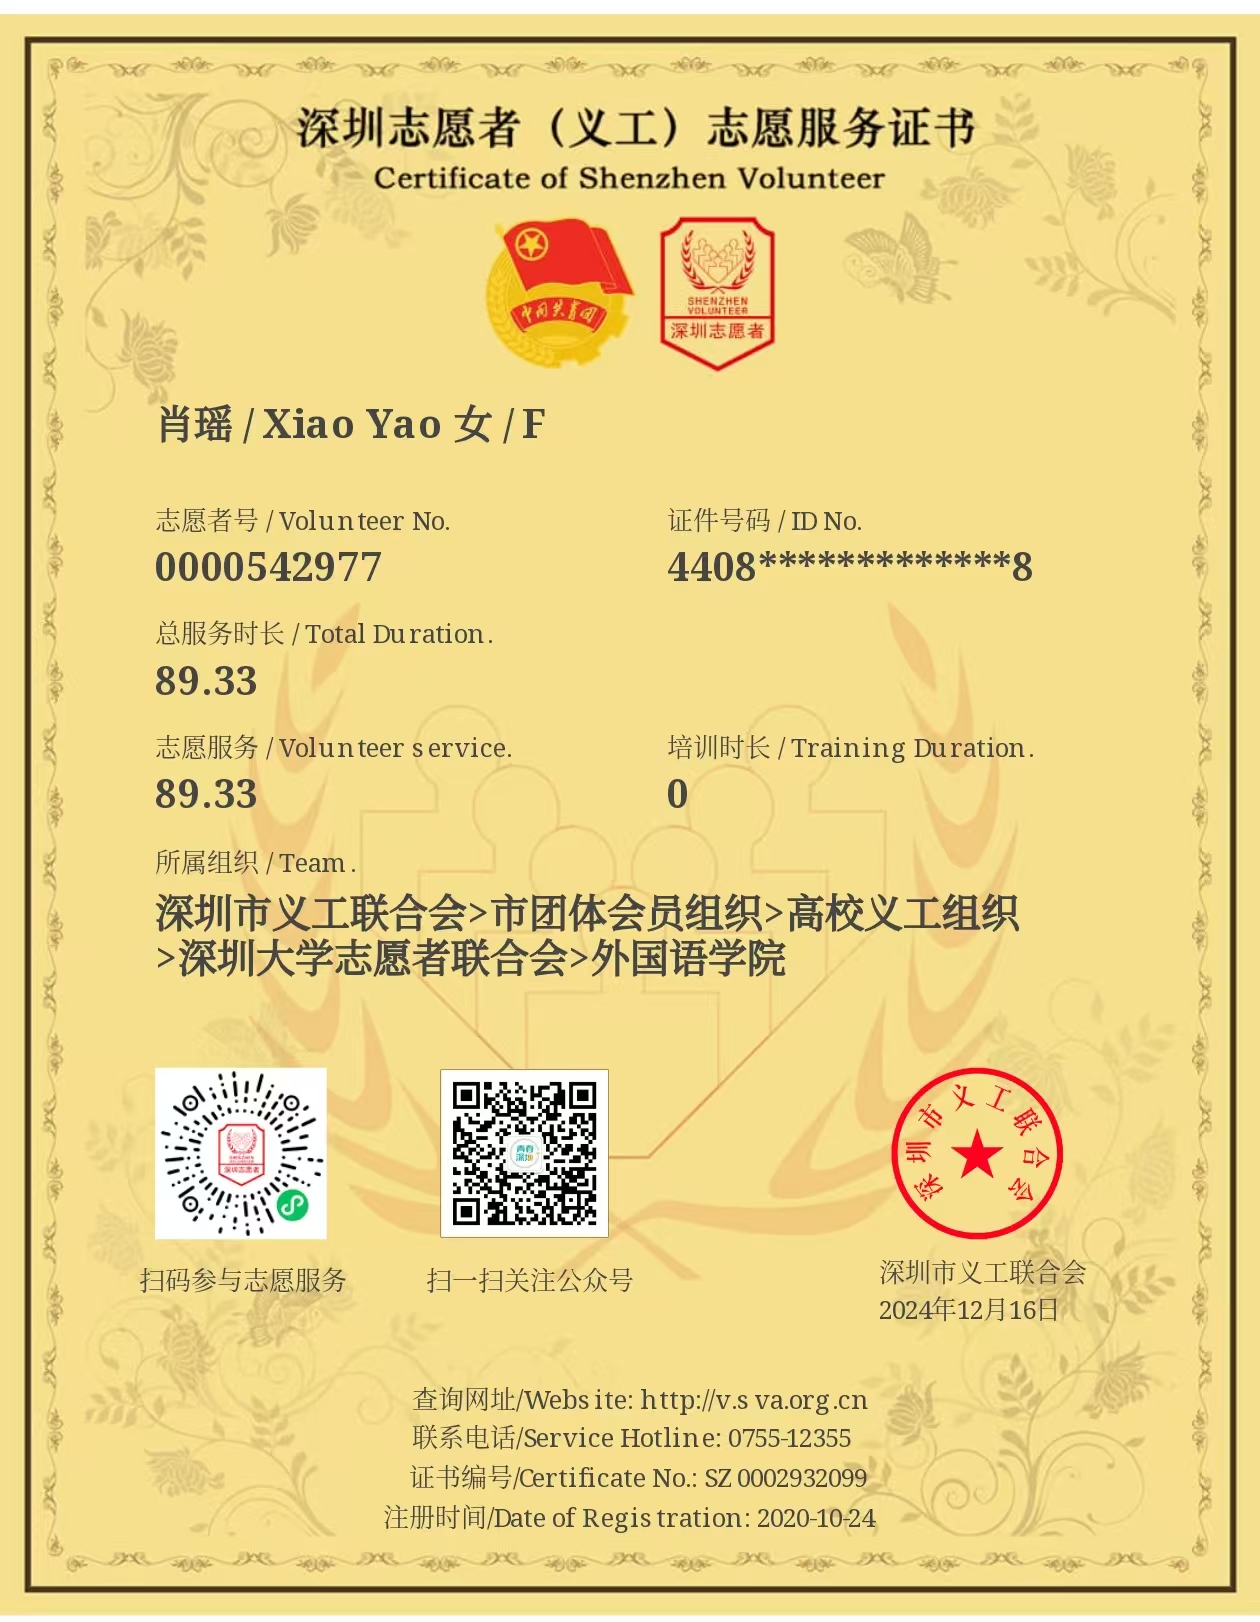 深圳志愿者（义工）志愿服务证书
Certificate of Shenzhen Volunteer
中国共青团
SHENZHEN
VOLUNTEER
深圳志愿者
肖瑶 / Xiao Yao 女 / F
志愿者号 / Volunteer No.
证件号码 / ID No.
0000542977
4408*************8
总服务时长 / Total Duration.
89.33
志愿服务 / Volunteer service.
培训时长 / Training Duration.
89.33
0
所属组织 / Team.
深圳市义工联合会>市团体会员组织>高校义工组织
>深圳大学志愿者联合会>外国语学院
深圳志愿者
青春
深圳
深圳市义工联合会
扫码参与志愿服务
扫一扫关注公众号
深圳市义工联合会
2024年12月16日
查询网址/Website: http://v.sva.org.cn
联系电话/Service Hotline: 0755-12355
证书编号/Certificate No.: SZ 0002932099
注册时间/Date of Registration: 2020-10-24